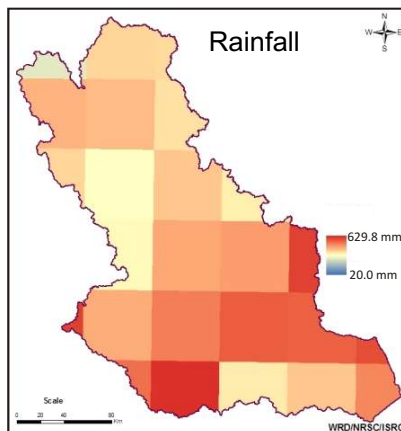 Rainfall
N
W E
S
629.8 mm
20.0 mm
Scale
0 20 40 80
Km
WRD/NRSC/ISRO